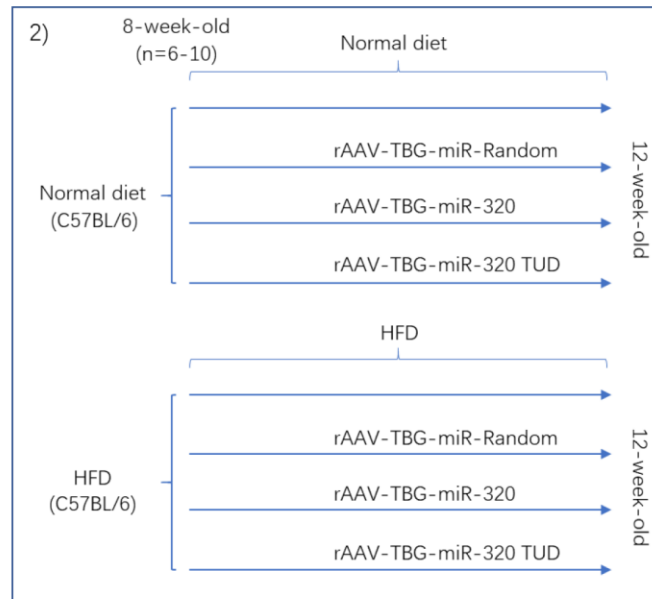 2)
8-week-old
(n=6-10)
Normal diet
rAAV-TBG-miR-Random
rAAV-TBG-miR-320
rAAV-TBG-miR-320 TUD
Normal diet
(C57BL/6)
12-week-old
HFD
rAAV-TBG-miR-Random
rAAV-TBG-miR-320
rAAV-TBG-miR-320 TUD
HFD
(C57BL/6)
12-week-old